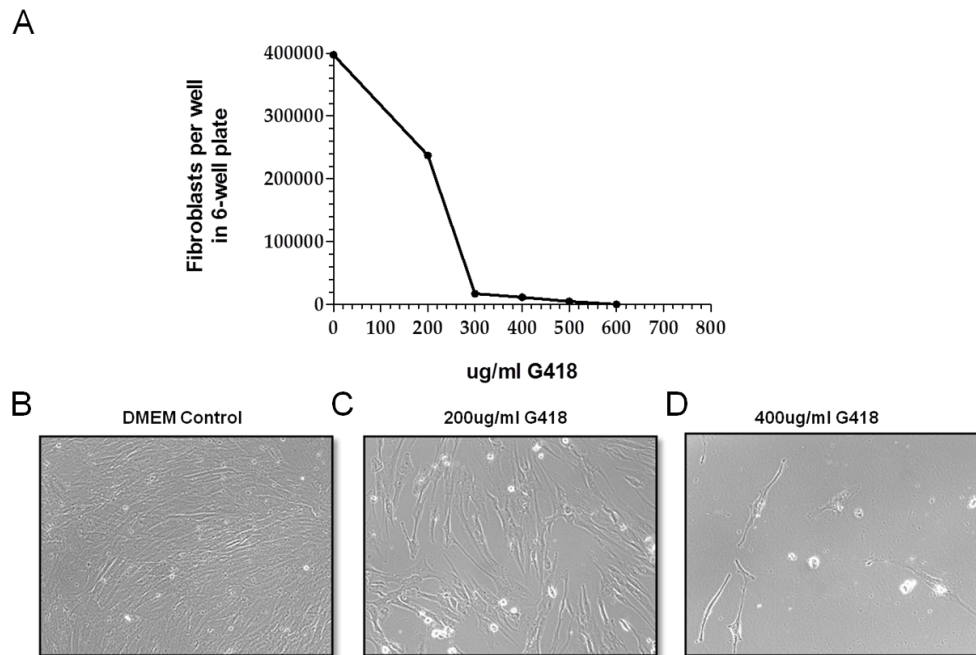 A
Fibroblasts per well
in 6-well plate
400000
300000
200000
100000
0
0 100 200 300 400 500 600 700 800
ug/ml G418
B DMEM Control
C 200ug/ml G418
D 400ug/ml G418